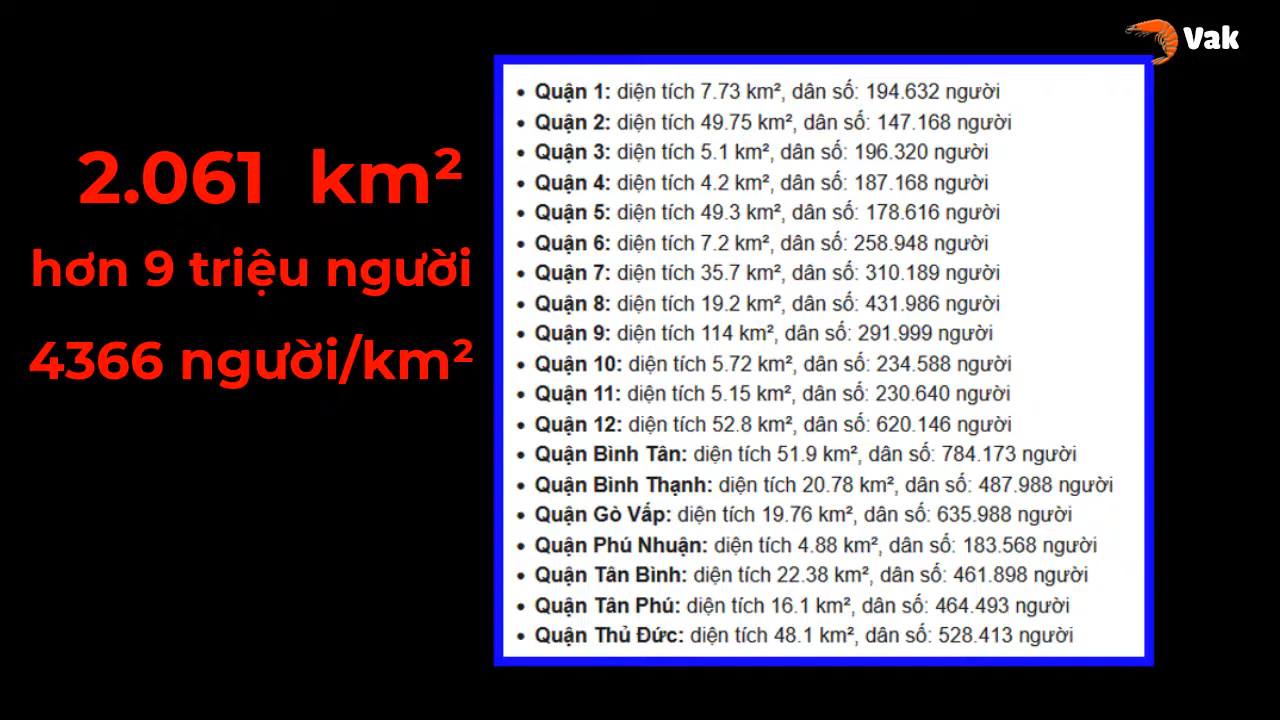 Vak
2.061 km²
hơn 9 triệu người
4366 người/km²
• Quận 1: diện tích 7.73 km², dân số: 194.632 người
• Quận 2: diện tích 49.75 km², dân số: 147.168 người
• Quận 3: diện tích 5.1 km², dân số: 196.320 người
• Quận 4: diện tích 4.2 km², dân số: 187.168 người
• Quận 5: diện tích 49.3 km², dân số: 178.616 người
• Quận 6: diện tích 7.2 km², dân số: 258.948 người
• Quận 7: diện tích 35.7 km², dân số: 310.189 người
• Quận 8: diện tích 19.2 km², dân số: 431.986 người
• Quận 9: diện tích 114 km², dân số: 291.999 người
• Quận 10: diện tích 5.72 km², dân số: 234.588 người
• Quận 11: diện tích 5.15 km², dân số: 230.640 người
• Quận 12: diện tích 52.8 km², dân số: 620.146 người
• Quận Bình Tân: diện tích 51.9 km², dân số: 784.173 người
• Quận Bình Thạnh: diện tích 20.78 km², dân số: 487.988 người
• Quận Gò Vấp: diện tích 19.76 km², dân số: 635.988 người
• Quận Phú Nhuận: diện tích 4.88 km², dân số: 183.568 người
• Quận Tân Bình: diện tích 22.38 km², dân số: 461.898 người
• Quận Tân Phú: diện tích 16.1 km², dân số: 464.493 người
• Quận Thủ Đức: diện tích 48.1 km², dân số: 528.413 người